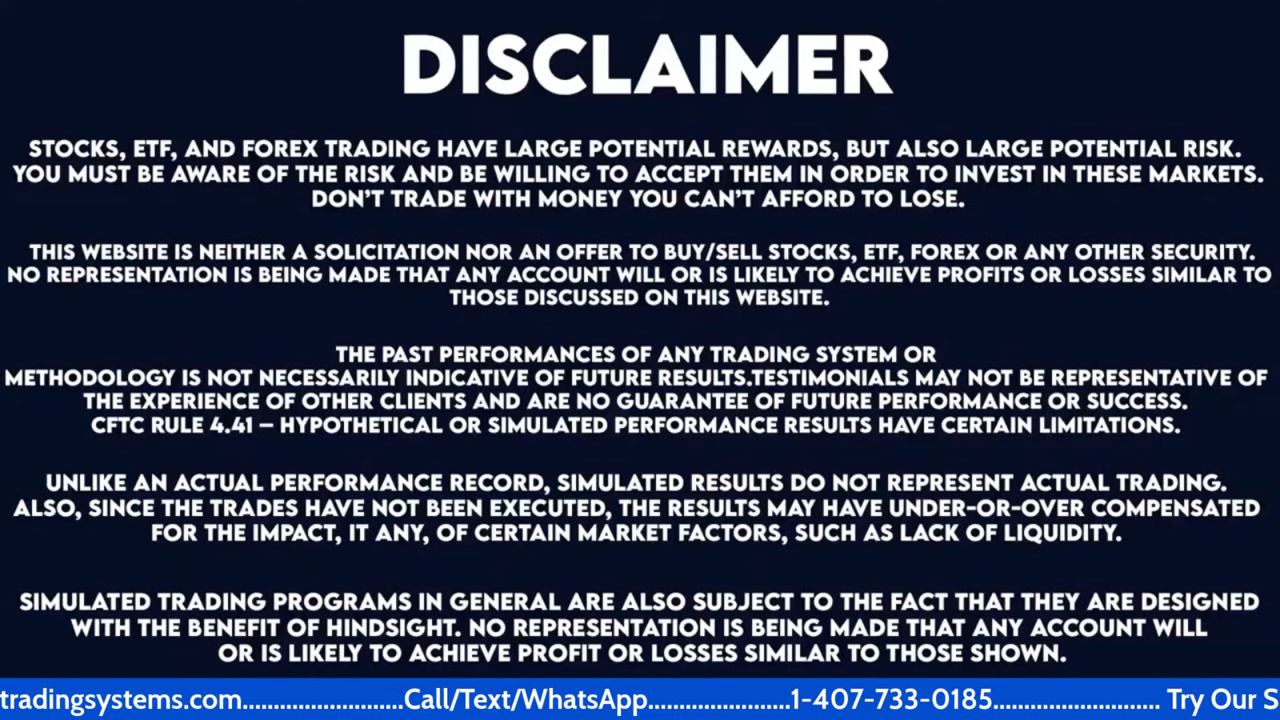 DISCLAIMER
STOCKS, ETF, AND FOREX TRADING HAVE LARGE POTENTIAL REWARDS, BUT ALSO LARGE POTENTIAL RISK.
YOU MUST BE AWARE OF THE RISK AND BE WILLING TO ACCEPT THEM IN ORDER TO INVEST IN THESE MARKETS.
DON'T TRADE WITH MONEY YOU CAN'T AFFORD TO LOSE.
THIS WEBSITE IS NEITHER A SOLICITATION NOR AN OFFER TO BUY/SELL STOCKS, ETF, FOREX OR ANY OTHER SECURITY.
NO REPRESENTATION IS BEING MADE THAT ANY ACCOUNT WILL OR IS LIKELY TO ACHIEVE PROFITS OR LOSSES SIMILAR TO
THOSE DISCUSSED ON THIS WEBSITE.
THE PAST PERFORMANCES OF ANY TRADING SYSTEM OR
METHODOLOGY IS NOT NECESSARILY INDICATIVE OF FUTURE RESULTS.TESTIMONIALS MAY NOT BE REPRESENTATIVE OF
THE EXPERIENCE OF OTHER CLIENTS AND ARE NO GUARANTEE OF FUTURE PERFORMANCE OR SUCCESS.
CFTC RULE 4.41 – HYPOTHETICAL OR SIMULATED PERFORMANCE RESULTS HAVE CERTAIN LIMITATIONS.
UNLIKE AN ACTUAL PERFORMANCE RECORD, SIMULATED RESULTS DO NOT REPRESENT ACTUAL TRADING.
ALSO, SINCE THE TRADES HAVE NOT BEEN EXECUTED, THE RESULTS MAY HAVE UNDER-OR-OVER COMPENSATED
FOR THE IMPACT, IT ANY, OF CERTAIN MARKET FACTORS, SUCH AS LACK OF LIQUIDITY.
SIMULATED TRADING PROGRAMS IN GENERAL ARE ALSO SUBJECT TO THE FACT THAT THEY ARE DESIGNED
WITH THE BENEFIT OF HINDSIGHT. NO REPRESENTATION IS BEING MADE THAT ANY ACCOUNT WILL
OR IS LIKELY TO ACHIEVE PROFIT OR LOSSES SIMILAR TO THOSE SHOWN.
tradingsystems.com..........................Call/Text/WhatsApp.......................1-407-733-0185........................... Try Our S